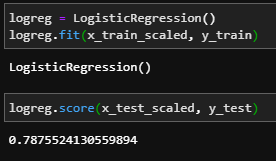 logreg = LogisticRegression()
logreg.fit(x_train_scaled, y_train)
LogisticRegression()
logreg.score(x_test_scaled, y_test)
0.7875524130559894